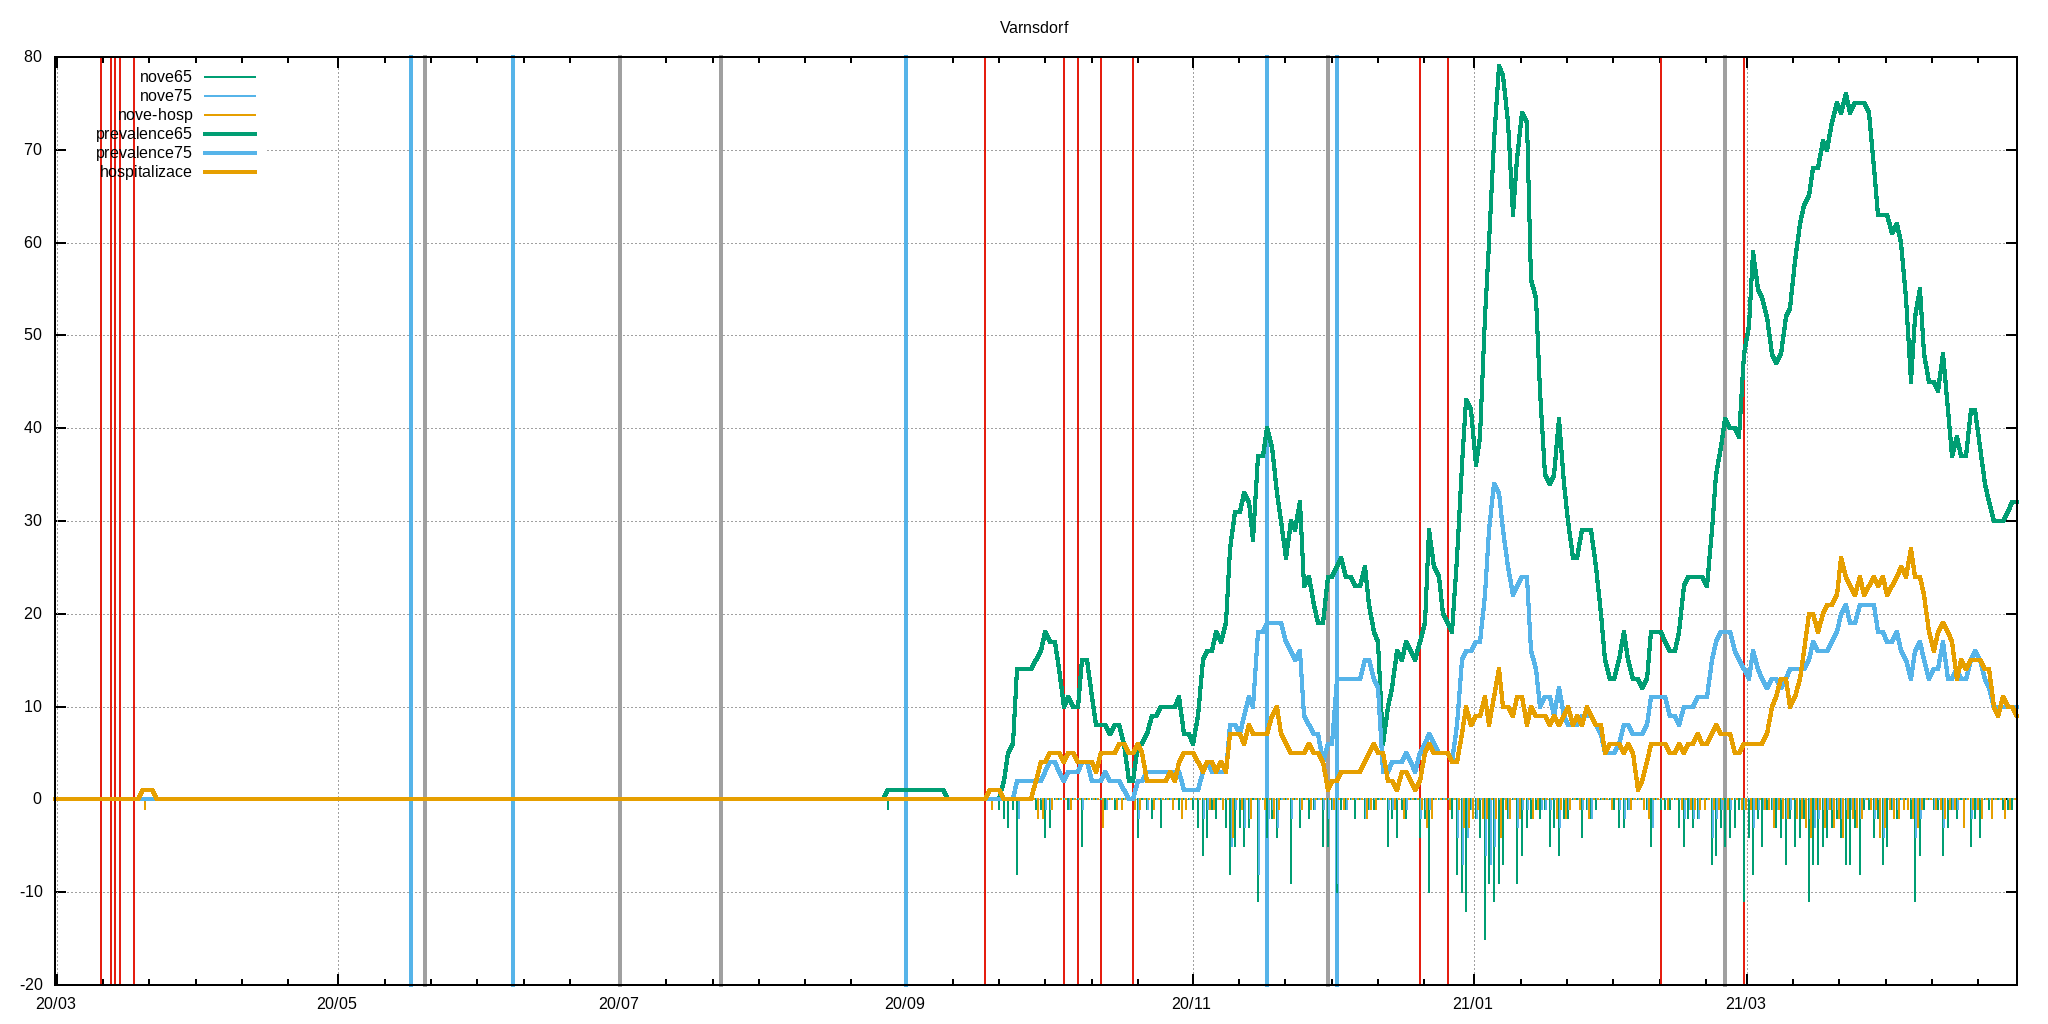 Varnsdorf
80
nove65
nove75
nove-hosp
prevalence65
prevalence75
hospitalizace
70
60
50
40
30
20
10
0
-10
-20
20/03 20/05 20/07 20/09 20/11 21/01 21/03